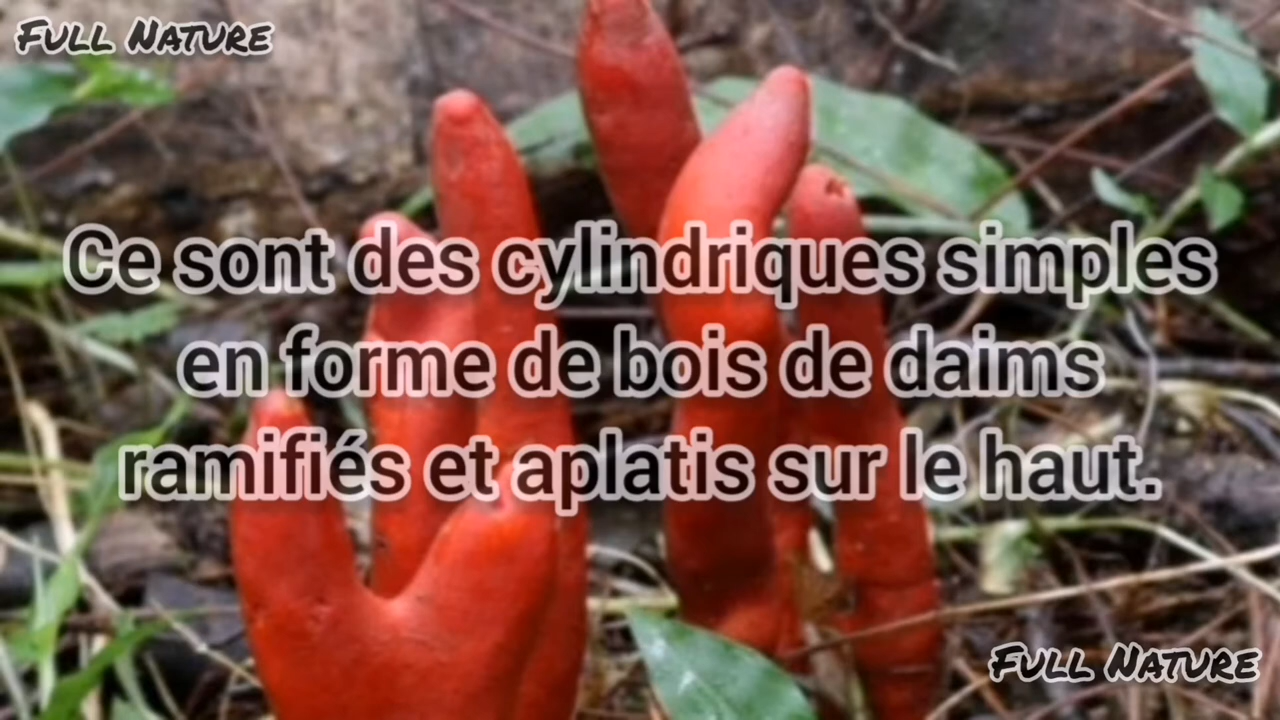 Full Nature
Ce sont des cylindriques simples
en forme de bois de daims
ramifiés et aplatis sur le haut.
Full Nature